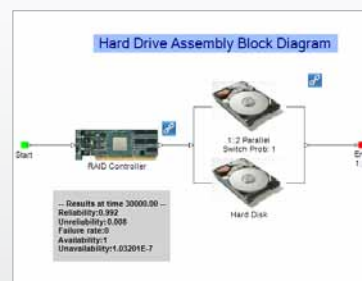 Hard Drive Assembly Block Diagram
Start
RAID Controller
1::2 Parallel
Switch Prob: 1
Hard Disk
-- Results at time 30000.00 --
Reliability:0.992
Unreliability:0.008
Failure rate:0
Availability:1
Unavailability:1.03201E-7